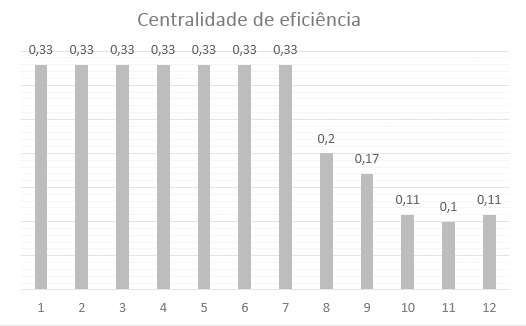 Centralidade de eficiência
0,33 0,33 0,33 0,33 0,33 0,33 0,33
0,2
0,17
0,11 0,1 0,11
1 2 3 4 5 6 7 8 9 10 11 12